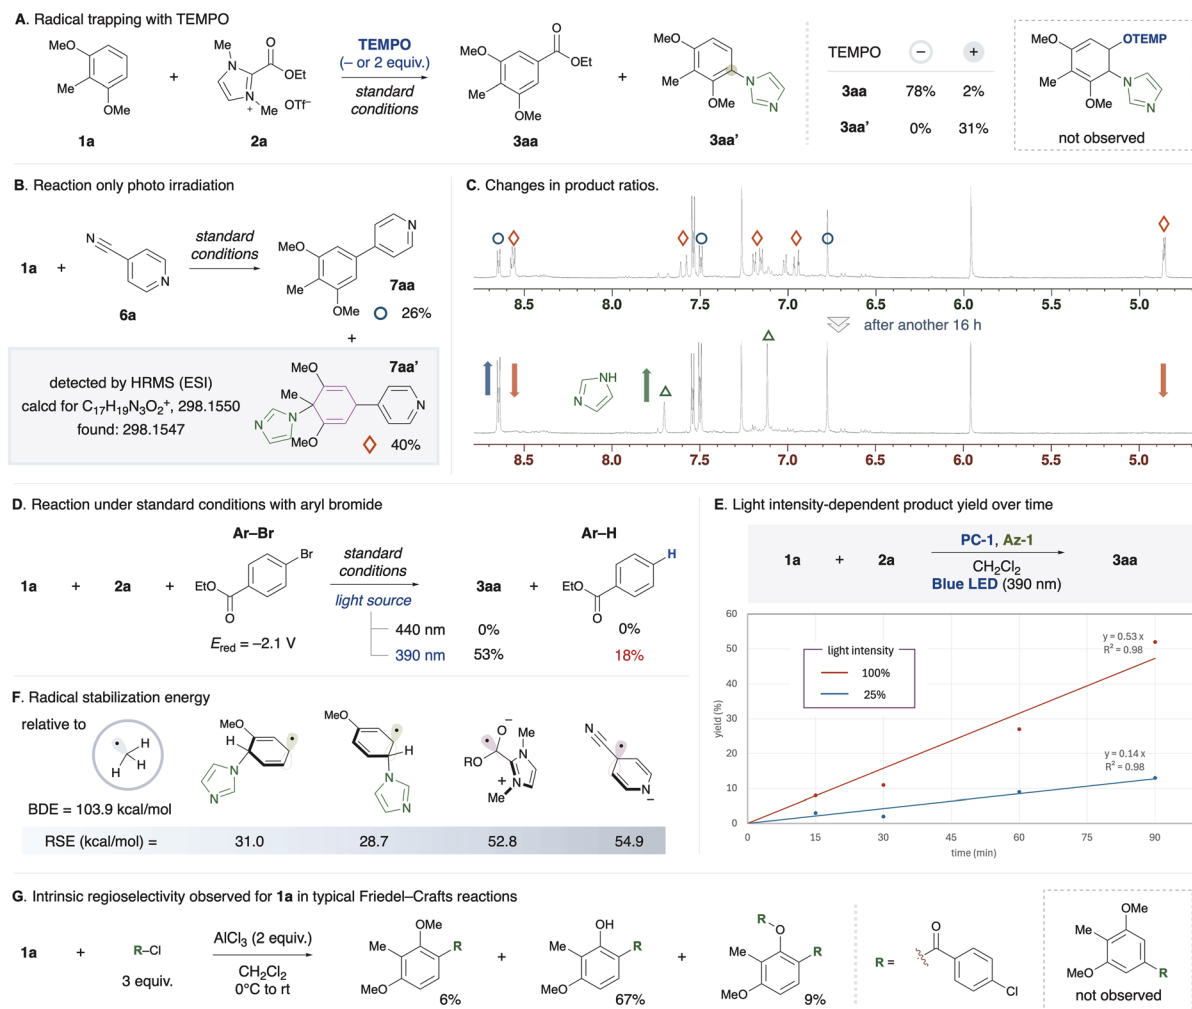 A. Radical trapping with TEMPO
MeO
Me
OMe
1a
+
Me
N
O
OEt
N
+
Me
OTf–
2a
TEMPO
(– or 2 equiv.)
standard
conditions
MeO
O
OEt
Me
OMe
3aa
+
MeO
Me
OMe
N
N
3aa'
TEMPO – +
3aa 78% 2%
3aa' 0% 31%
MeO
OTEMP
Me
OMe
N
N
not observed
B. Reaction only photo irradiation
1a
+
N
N
6a
standard
conditions
N
MeO
Me
OMe
7aa
26%
+
detected by HRMS (ESI)
calcd for C17H19N3O2+, 298.1550
found: 298.1547
MeO
Me
N
N
MeO
N
7aa'
40%
C. Changes in product ratios.
8.5 8.0 7.5 7.0 6.5 6.0 5.5 5.0
after another 16 h
NH
N
8.5 8.0 7.5 7.0 6.5 6.0 5.5 5.0
D. Reaction under standard conditions with aryl bromide
1a
+
2a
+
Ar–Br
Br
EtO
O
Ered = –2.1 V
standard
conditions
light source
3aa
+
Ar–H
H
EtO
O
440 nm 0% 0%
390 nm 53% 18%
E. Light intensity-dependent product yield over time
1a
+
2a
PC-1, Az-1
CH2Cl2
Blue LED (390 nm)
3aa
yield (%)
60
50
40
30
20
10
0
light intensity
100%
25%
y = 0.53 x
R2 = 0.98
y = 0.14 x
R2 = 0.98
0 15 30 45 60 75 90
time (min)
F. Radical stabilization energy
relative to
H
H
H
BDE = 103.9 kcal/mol
MeO
H
N
N
MeO
H
N
N
O
–
Me
N
RO
+
N
Me
N
N
–
RSE (kcal/mol) = 31.0 28.7 52.8 54.9
G. Intrinsic regioselectivity observed for 1a in typical Friedel–Crafts reactions
1a
+
R–Cl
3 equiv.
AlCl3 (2 equiv.)
CH2Cl2
0°C to rt
OMe
Me
R
MeO
6%
+
OH
Me
R
MeO
67%
+
R
O
Me
R
MeO
9%
R =
O
Cl
OMe
Me
MeO
R
not observed